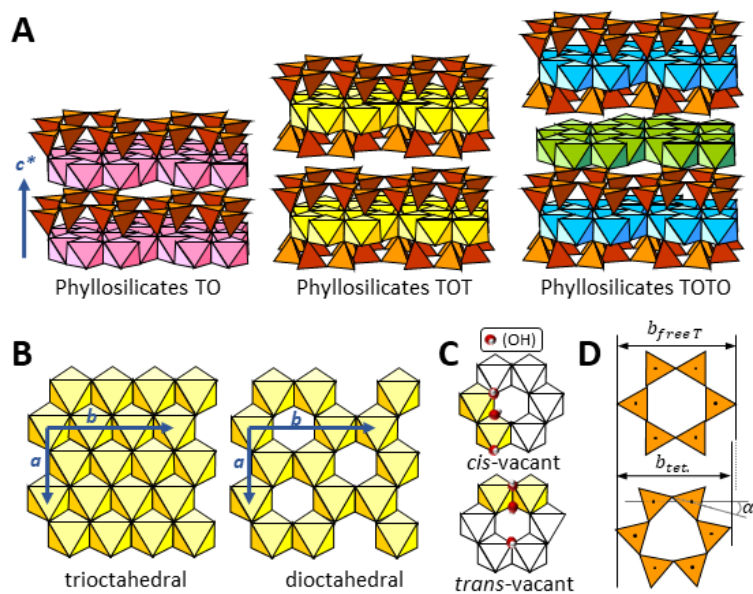 A
c*
Phyllosilicates TO
Phyllosilicates TOT
Phyllosilicates TOTO
B
b
a
trioctahedral
b
a
dioctahedral
C
(OH)
cis-vacant
trans-vacant
D
b_free T
b_tet.
α